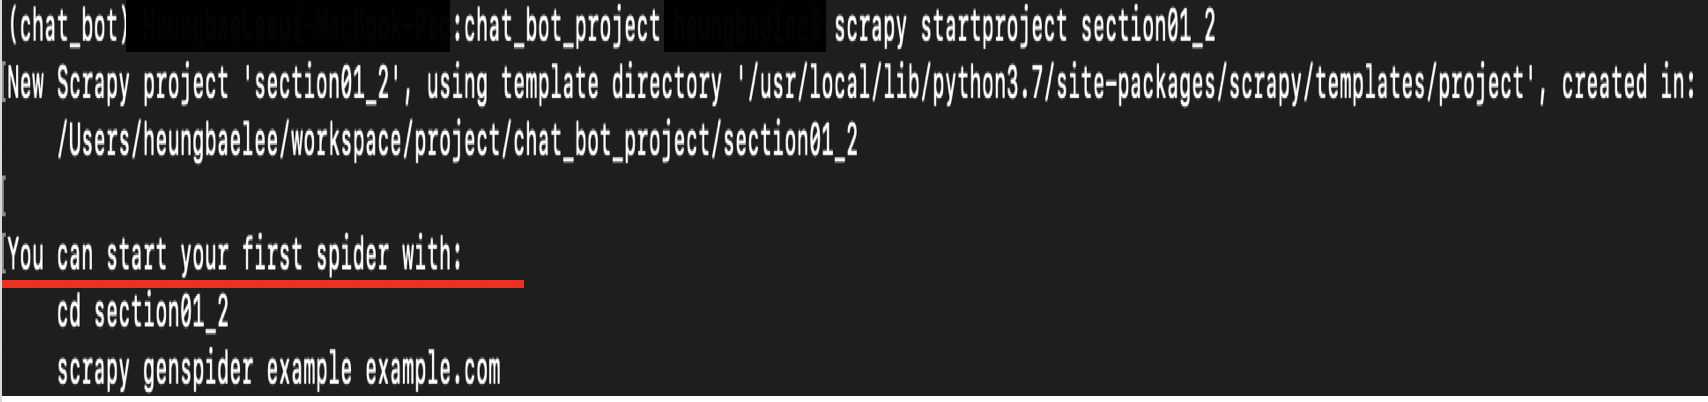 (chat_bot) :chat_bot_project scrapy startproject section01_2
New Scrapy project 'section01_2', using template directory '/usr/local/lib/python3.7/site-packages/scrapy/templates/project', created in:
/Users/heungbaelee/workspace/project/chat_bot_project/section01_2
You can start your first spider with:
cd section01_2
scrapy genspider example example.com